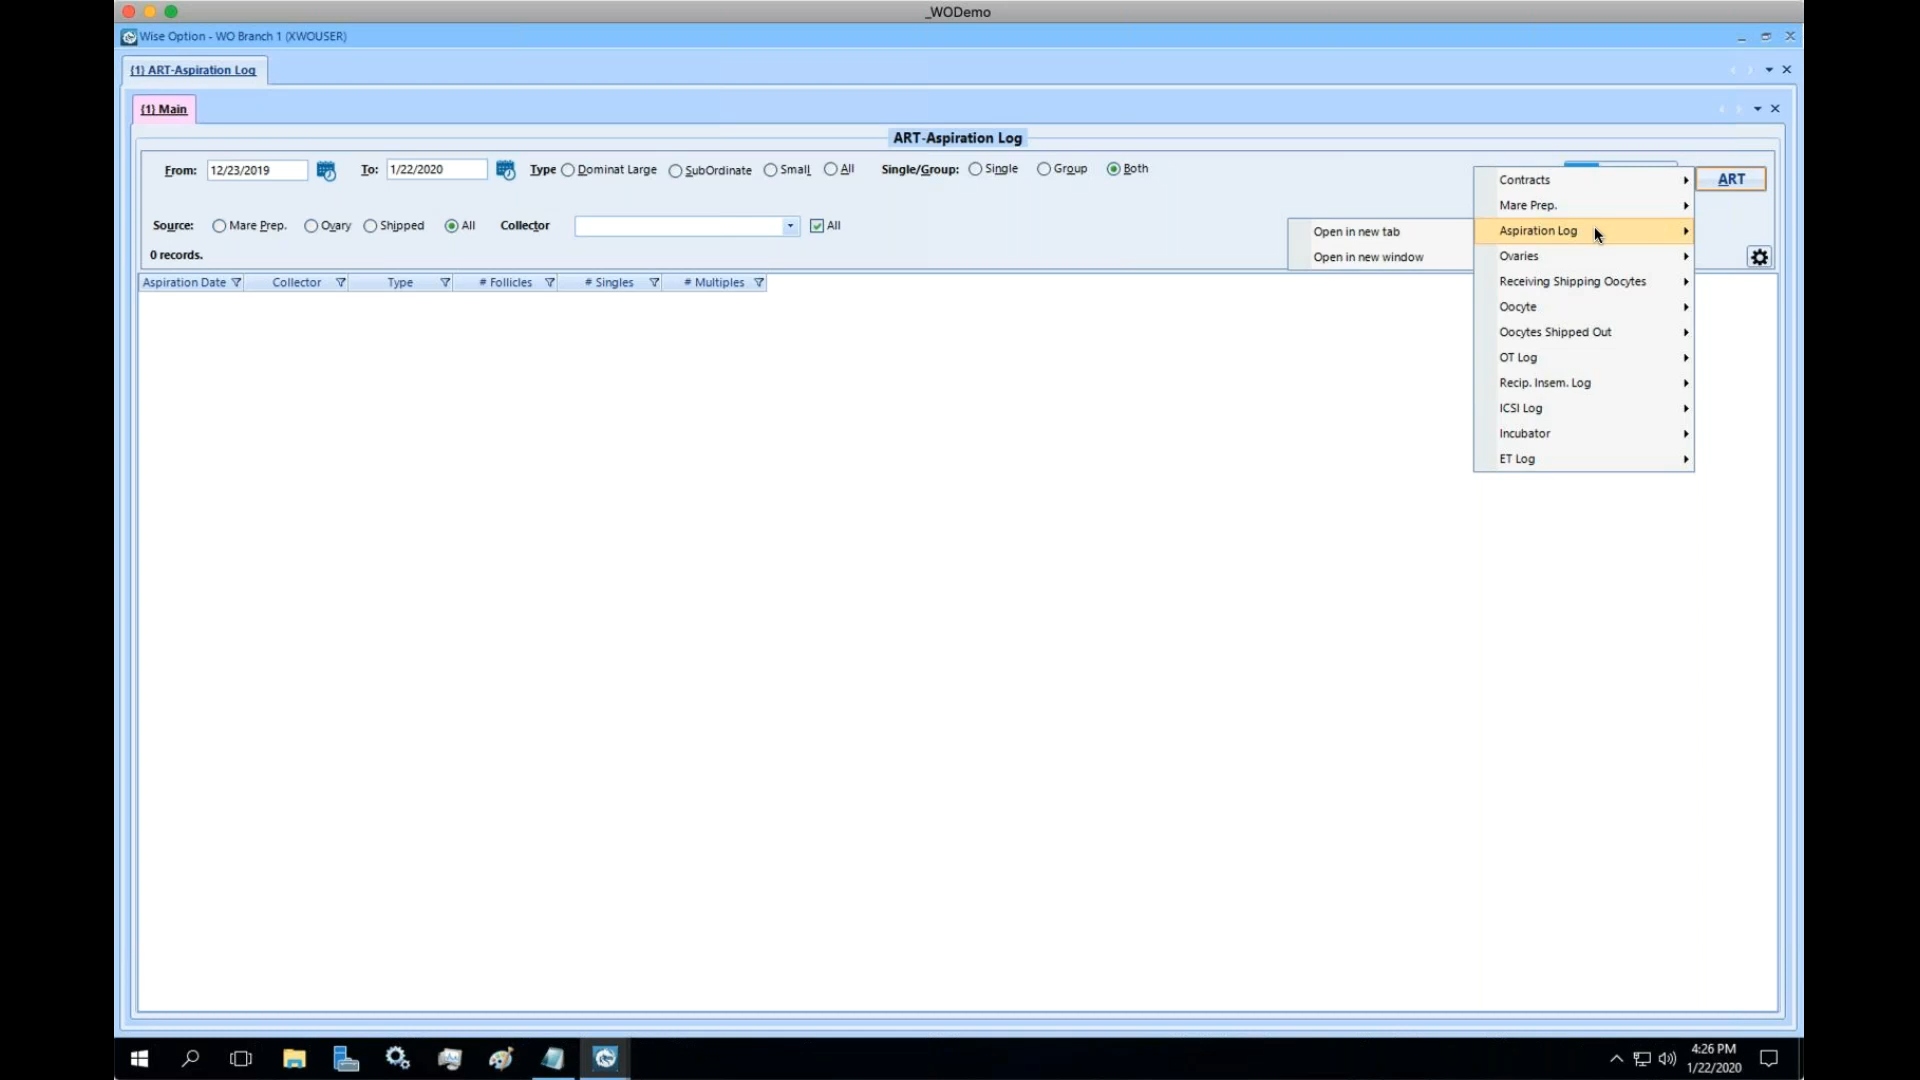 _WODemo
Wise Option - WO Branch 1 (XWOUSER)
{1} ART-Aspiration Log
{1} Main
ART-Aspiration Log
From: 12/23/2019 To: 1/22/2020 Type Dominat Large SubOrdinate Small All Single/Group: Single Group Both
ART
Source: Mare Prep. Ovary Shipped All Collector All
0 records.
Aspiration Date Collector Type # Follicles # Singles # Multiples
Open in new tab
Open in new window
Contracts
Mare Prep.
Aspiration Log
Ovaries
Receiving Shipping Oocytes
Oocyte
Oocytes Shipped Out
OT Log
Recip. Insem. Log
ICSI Log
Incubator
ET Log
4:26 PM
1/22/2020